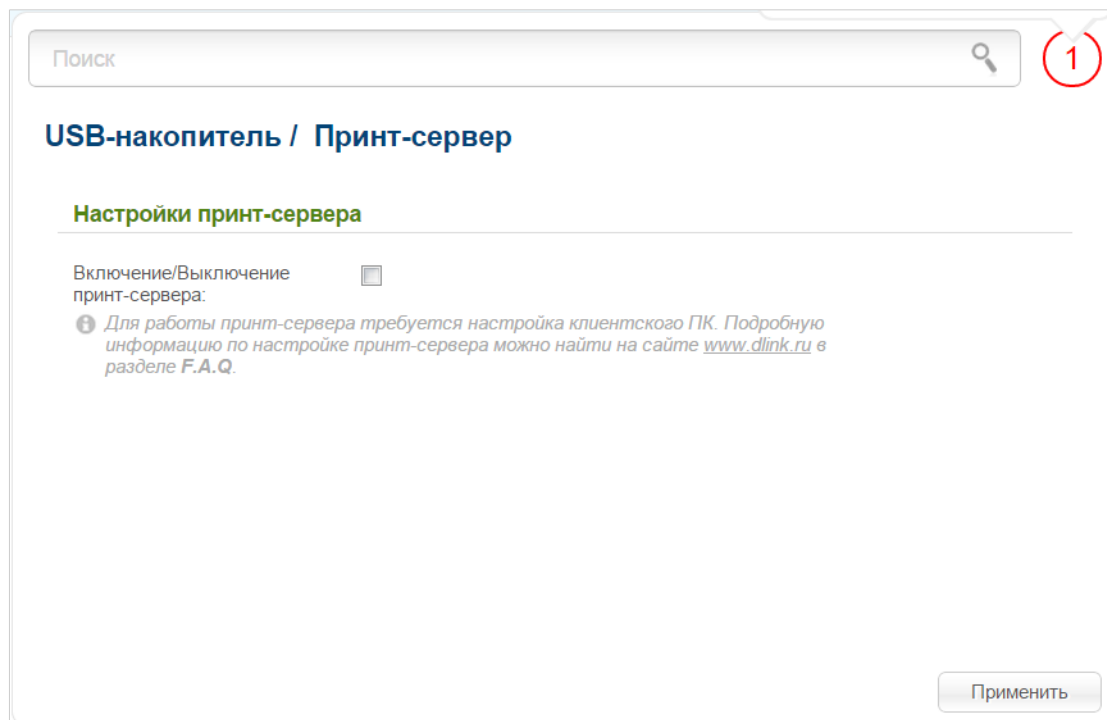 Поиск
1
USB-накопитель / Принт-сервер
Настройки принт-сервера
Включение/Выключение
принт-сервера:
Для работы принт-сервера требуется настройка клиентского ПК. Подробную
информацию по настройке принт-сервера можно найти на сайте www.dlink.ru в
разделе F.A.Q.
Применить